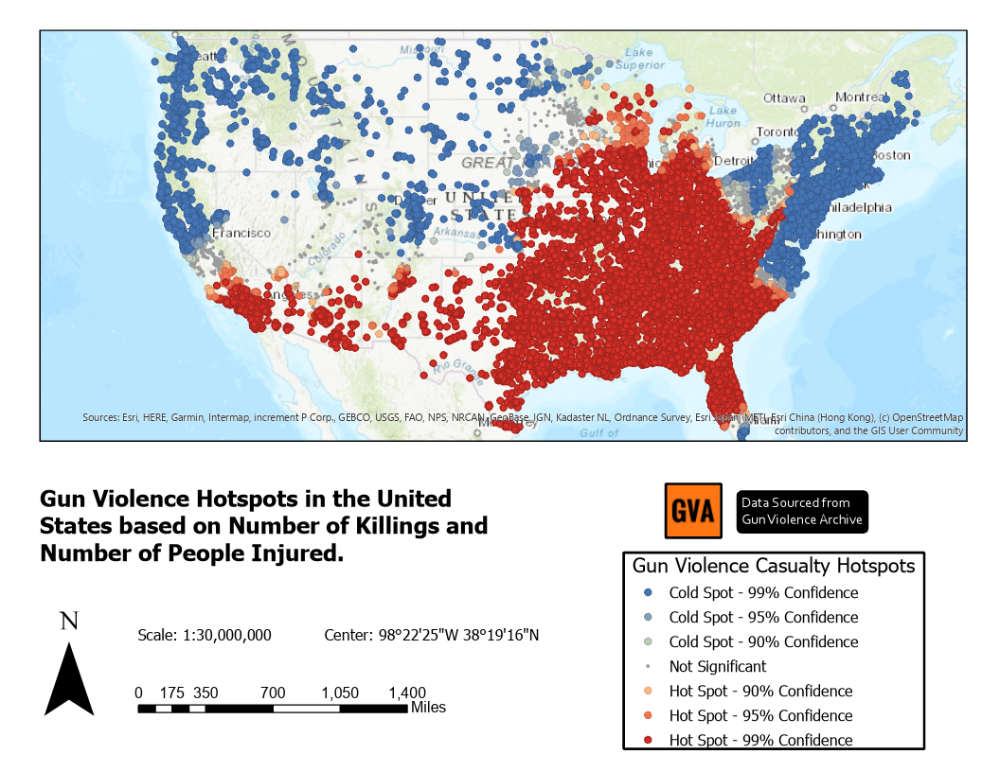 Seattle
Missouri
Lake
Superior
Ottawa
Montreal
Lake
Huron
Toronto
Detroit
Boston
GREAT
UNITED
STATES
Arkansas
Philadelphia
hington
Francisco
Colorado
Rio Grande
Miami
Gulf of
Sources: Esri, HERE, Garmin, Intermap, increment P Corp., GEBCO, USGS, FAO, NPS, NRCAN, GeoBase, IGN, Kadaster NL, Ordnance Survey, Esri Japan, METI, Esri China (Hong Kong), (c) OpenStreetMap
contributors, and the GIS User Community
Gun Violence Hotspots in the United
States based on Number of Killings and
Number of People Injured.
GVA
Data Sourced from
Gun Violence Archive
N
Scale: 1:30,000,000 Center: 98°22'25"W 38°19'16"N
0 175 350 700 1,050 1,400
Miles
Gun Violence Casualty Hotspots
Cold Spot - 99% Confidence
Cold Spot - 95% Confidence
Cold Spot - 90% Confidence
Not Significant
Hot Spot - 90% Confidence
Hot Spot - 95% Confidence
Hot Spot - 99% Confidence